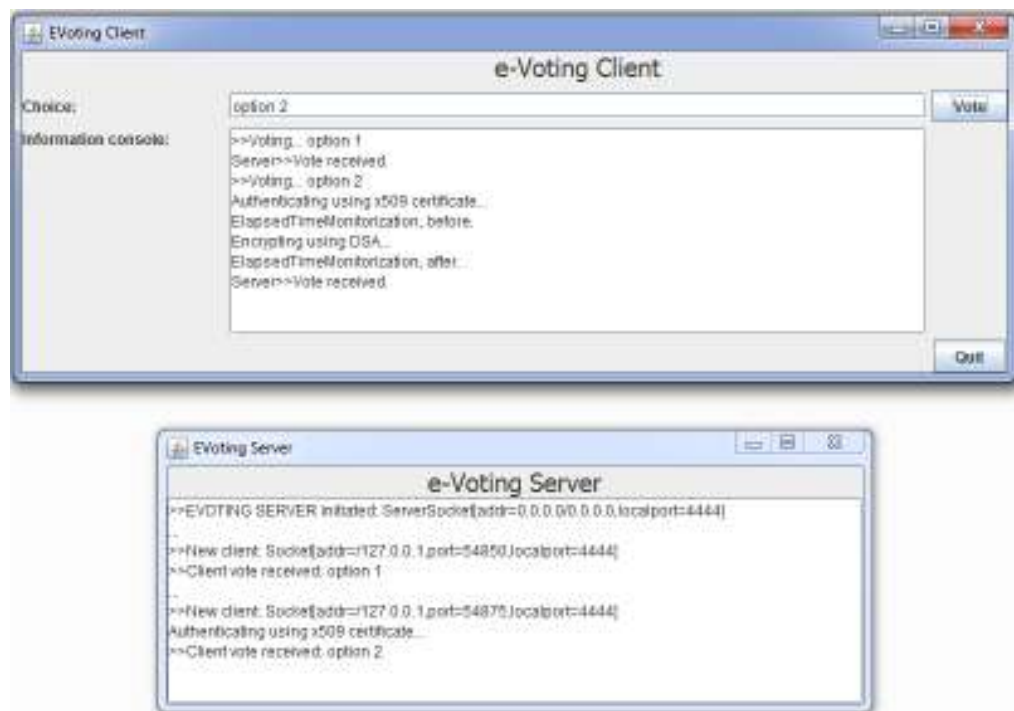 EVoting Client
e-Voting Client
Choice:
option 2
Vote
Information console:
>>Voting... option 1
Server>>Vote received.
>>Voting... option 2
Authenticating using x509 certificate...
ElapsedTimeMonitorization, before.
Encrypting using DSA...
ElapsedTimeMonitorization, after...
Server>>Vote received.
Quit
EVoting Server
e-Voting Server
>>EVOTING SERVER initiated: ServerSocket[addr=0.0.0.0/0.0.0.0,localport=4444]
...
>>New client: Socket[addr=/127.0.0.1,port=54850,localport=4444]
>>Client vote received: option 1
...
>>New client: Socket[addr=/127.0.0.1,port=54875,localport=4444]
Authenticating using x509 certificate...
>>Client vote received: option 2